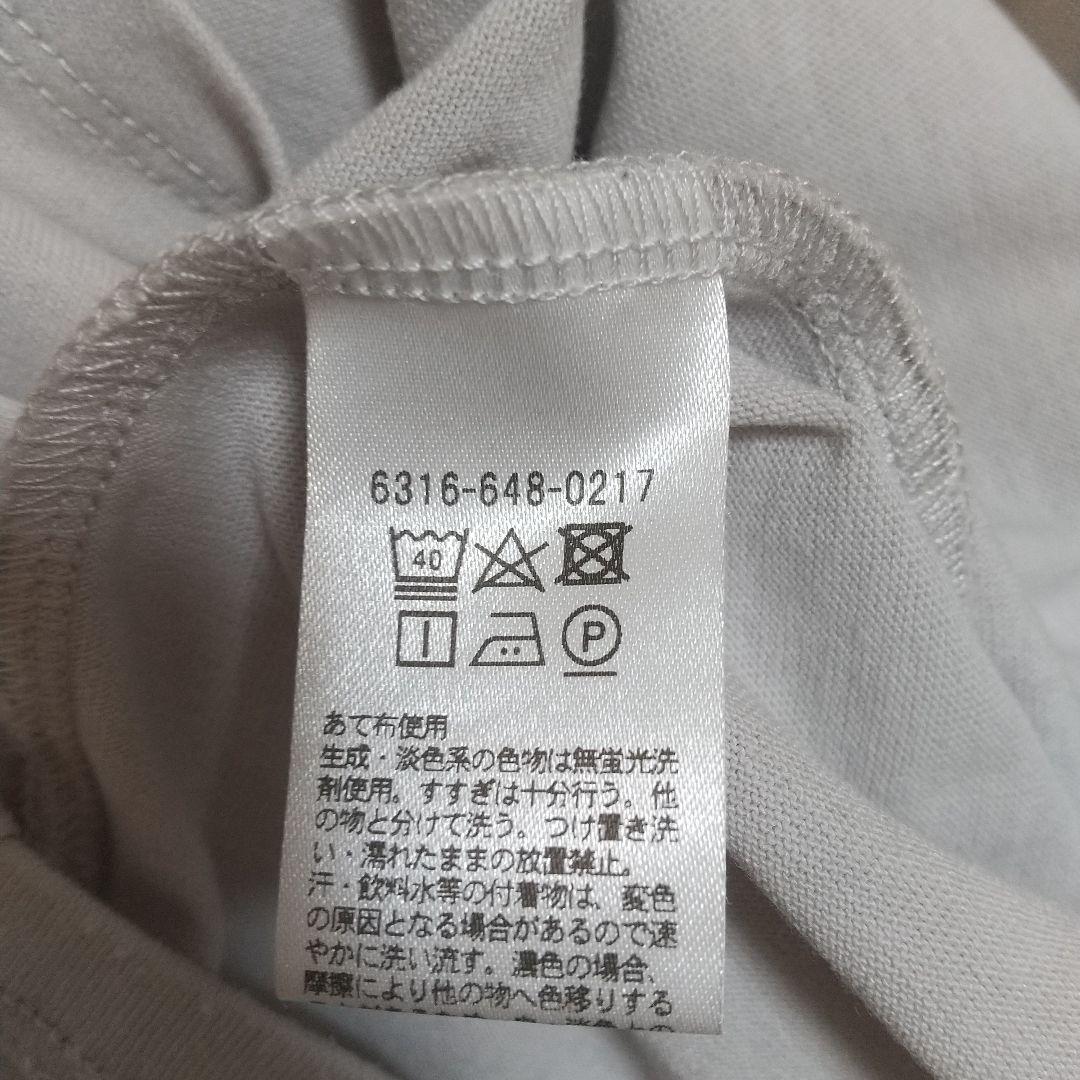 6316-648-0217
40
P
あて布使用
生成・淡色系の色物は無蛍光洗
剤使用。すすぎは十分行う。他
の物と分けて洗う。つけ置き洗
い・濡れたままの放置禁止。
汗・飲料水等の付着物は、変色
の原因となる場合があるので速
やかに洗い流す。濃色の場合、
摩擦により他の物へ色移りする